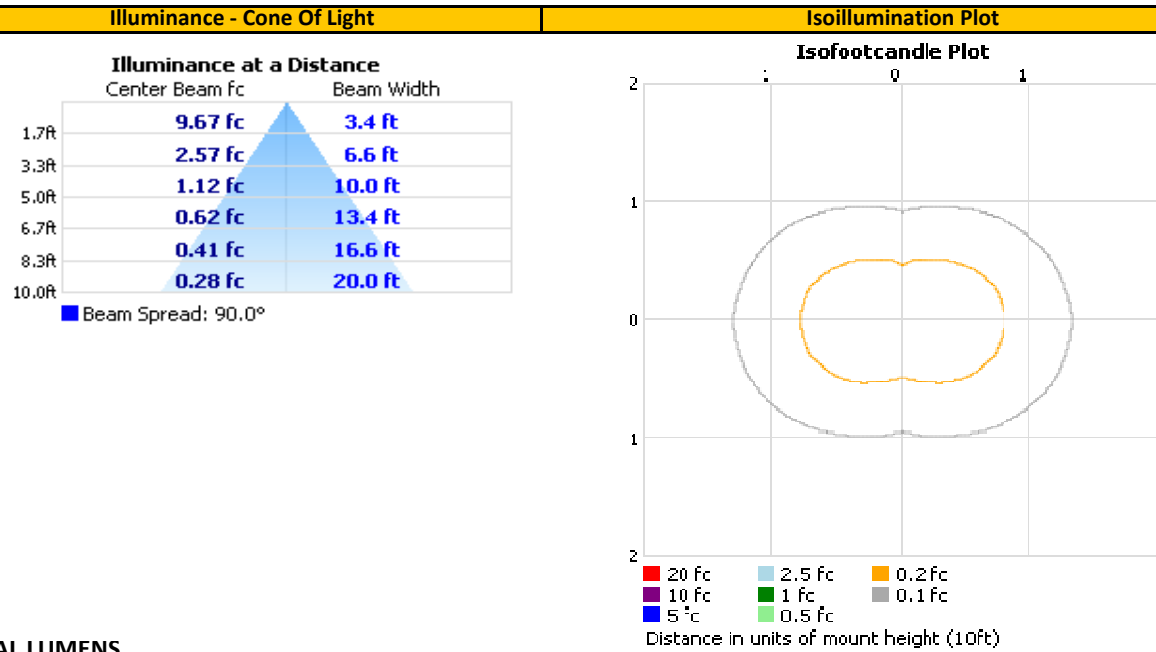 Illuminance - Cone Of Light
Isoillumination Plot
Illuminance at a Distance
Center Beam fc Beam Width
1.7ft 9.67 fc 3.4 ft
3.3ft 2.57 fc 6.6 ft
5.0ft 1.12 fc 10.0 ft
6.7ft 0.62 fc 13.4 ft
8.3ft 0.41 fc 16.6 ft
10.0ft 0.28 fc 20.0 ft
Beam Spread: 90.0°
Isofootcandle Plot
1 0 1
2
1
0
1
2
20 fc 2.5 fc 0.2 fc
10 fc 1 fc 0.1 fc
5 fc 0.5 fc
Distance in units of mount height (10ft)
LUMENS